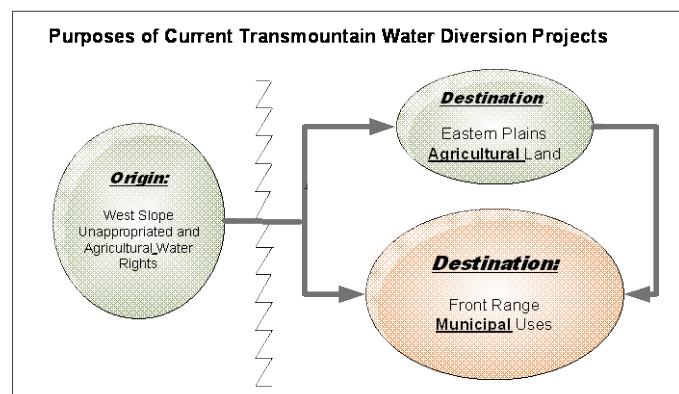 Purposes of Current Transmountain Water Diversion Projects
Origin:
West Slope
Unappropriated and
Agricultural Water
Rights
Destination:
Eastern Plains
Agricultural Land
Destination:
Front Range
Municipal Uses